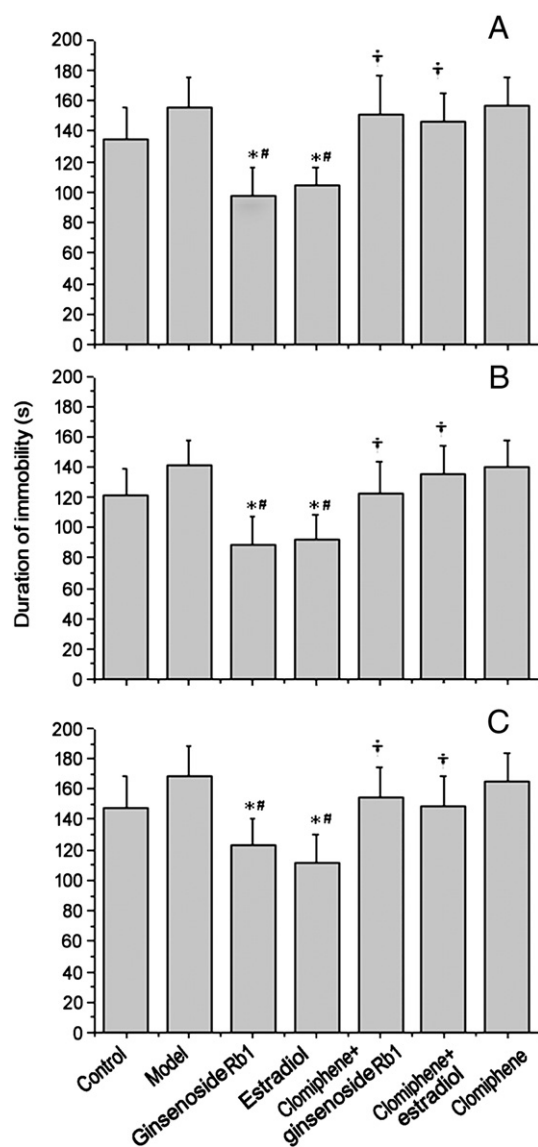 A
200
180
160
140
120
100
80
60
40
20
0
*# *# ⍏ ⍏
B
200
180
160
140
120
100
80
60
40
20
0
*# *# ⍏ ⍏
Duration of immobility (s)
C
200
180
160
140
120
100
80
60
40
20
0
*# *# ⍏ ⍏
Control
Model
Ginsenoside Rb1
Estradiol
Clomiphene+
ginsenoside Rb1
Clomiphene+
estradiol
Clomiphene